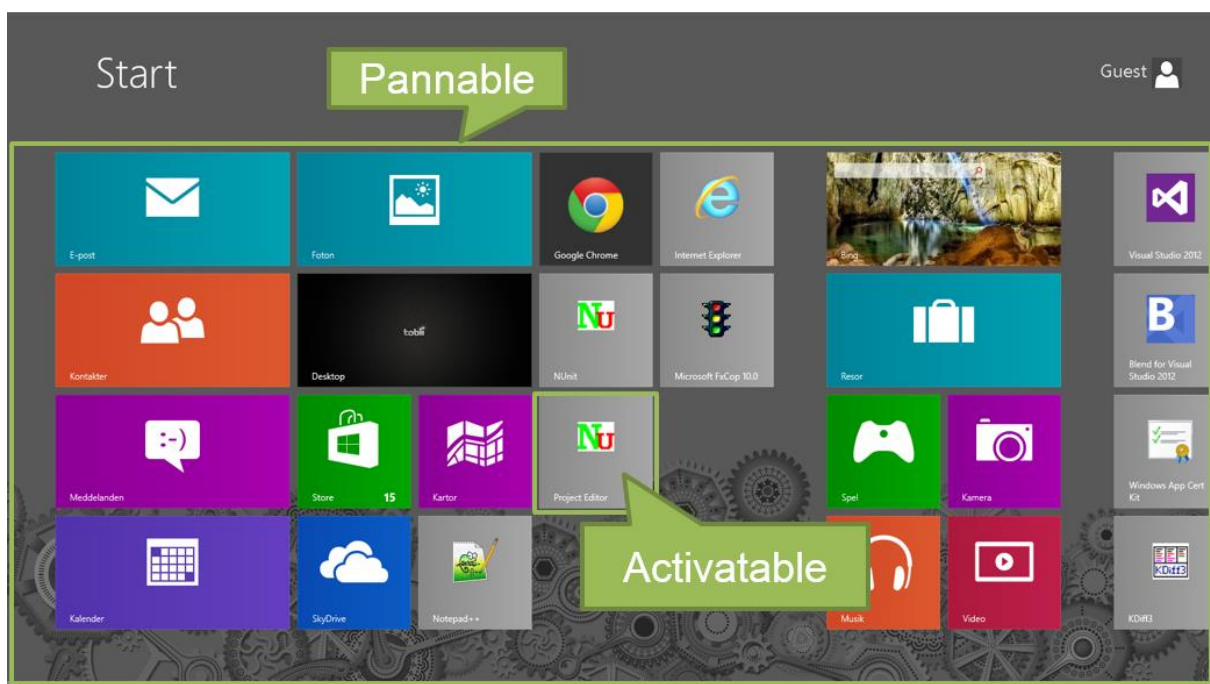 Start
Pannable
Guest
E-post
Foton
Google Chrome
Internet Explorer
Bing
Visual Studio 2012
Kontakter
tobii
Desktop
NUnit
Microsoft FxCop 10.0
Resor
B
Blend for Visual
Studio 2012
:-)
Meddelanden
Store 15
Kartor
Nu
Nu
Project Editor
Spel
Kamera
Windows App Cert
Kit
Activatable
Kalender
SkyDrive
Notepad++
Musik
Video
KDiff3
KDiff3